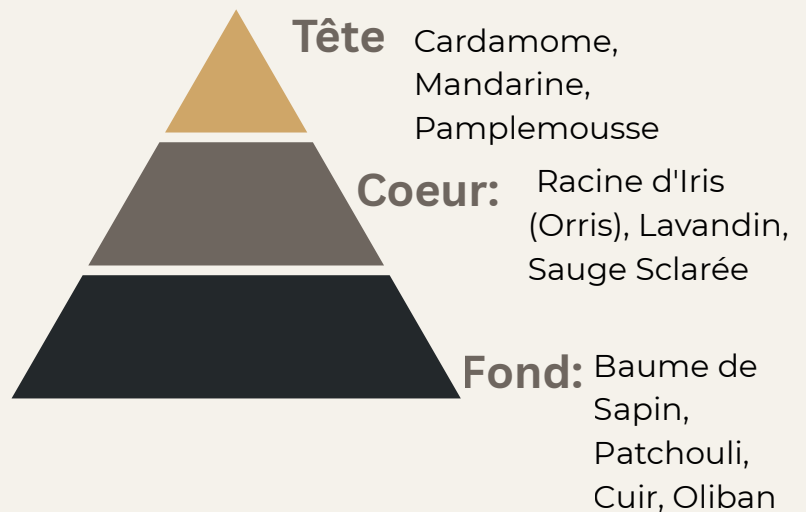 Tête Cardamome,
Mandarine,
Pamplemousse
Coeur: Racine d'Iris
(Orris), Lavandin,
Sauge Sclarée
Fond: Baume de
Sapin,
Patchouli,
Cuir, Oliban